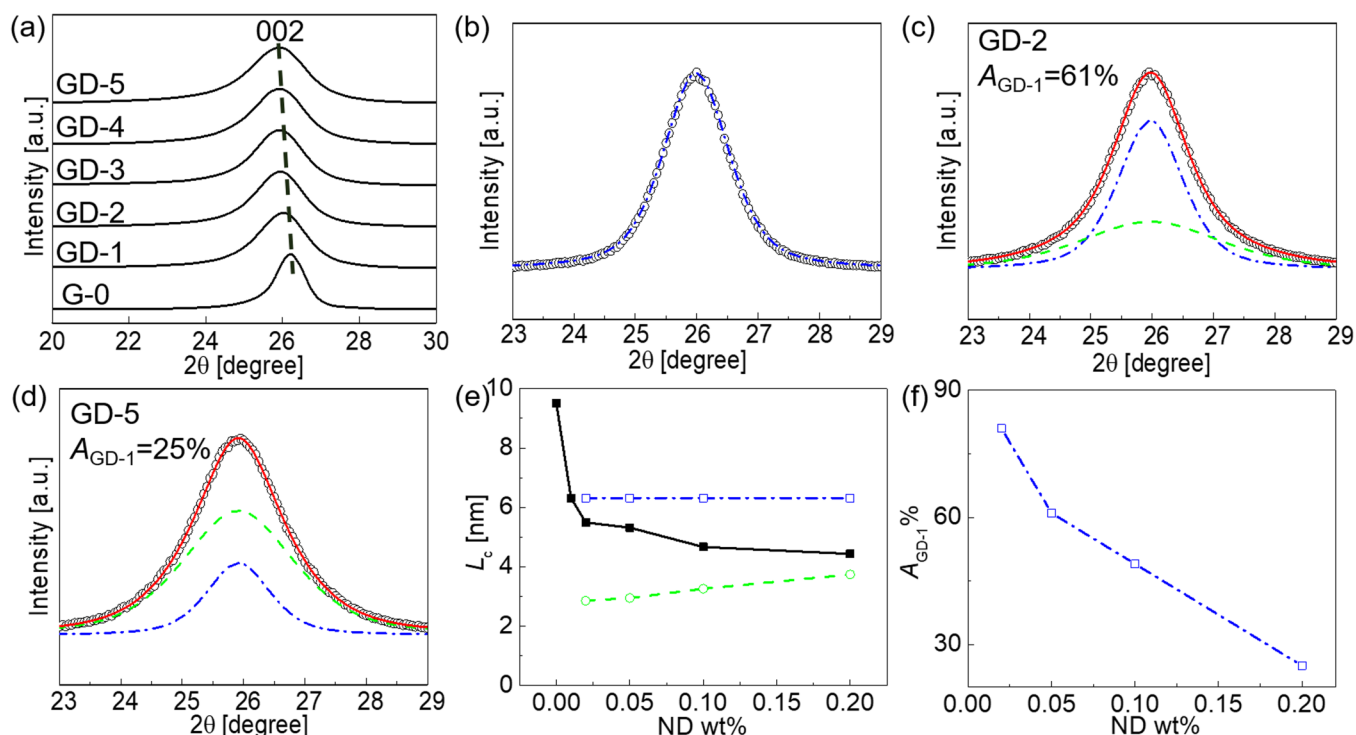 (a)
002
GD-5
GD-4
GD-3
GD-2
GD-1
G-0
Intensity [a.u.]
20 22 24 26 28 30
2θ [degree]
(b)
Intensity [a.u.]
23 24 25 26 27 28 29
2θ [degree]
(c)
GD-2
A_GD-1=61%
Intensity [a.u.]
23 24 25 26 27 28 29
2θ [degree]
(d)
GD-5
A_GD-1=25%
Intensity [a.u.]
23 24 25 26 27 28 29
2θ [degree]
(e)
10
8
6
4
2
0
L_c [nm]
0.00 0.05 0.10 0.15 0.20
ND wt%
(f)
90
60
30
A_GD-1%
0.00 0.05 0.10 0.15 0.20
ND wt%